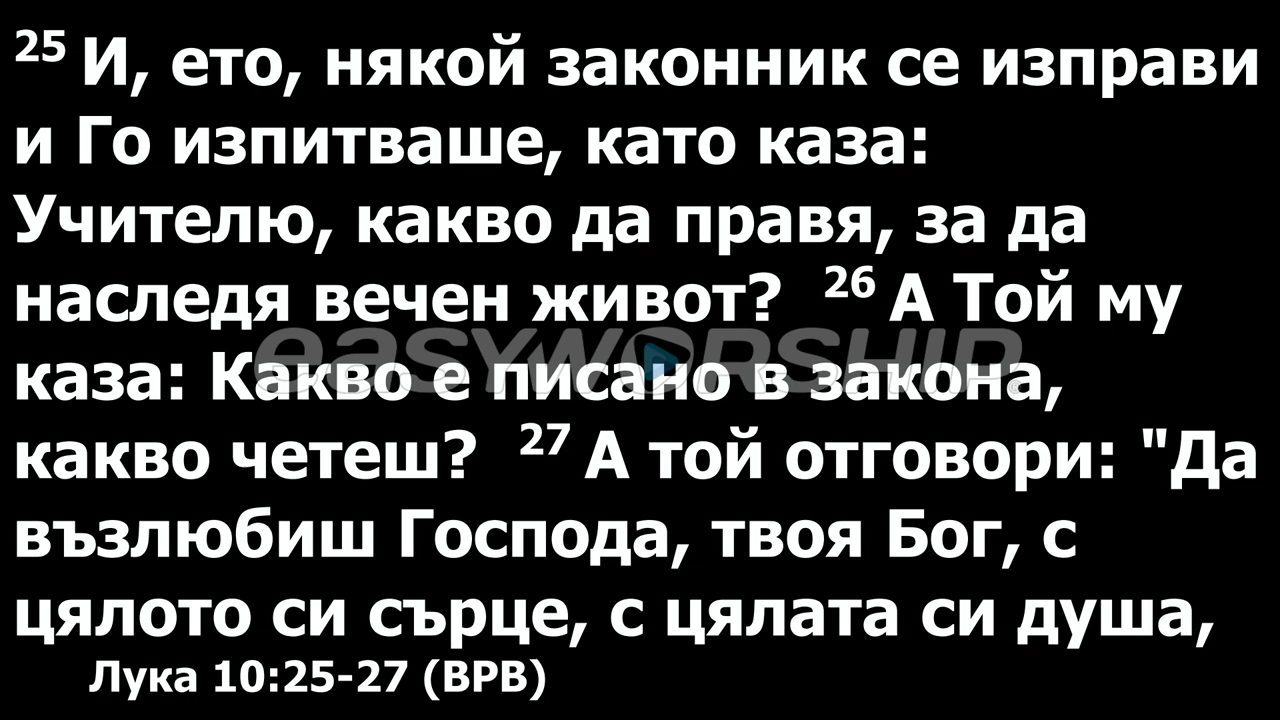 25 И, ето, някой законник се изправи
и Го изпитваше, като каза:
Учителю, какво да правя, за да
наследя вечен живот? 26 А Той му
каза: Какво е писано в закона,
какво четеш? 27 А той отговори: "Да
възлюбиш Господа, твоя Бог, с
цялото си сърце, с цялата си душа,
Лука 10:25-27 (ВРВ)
easyworship